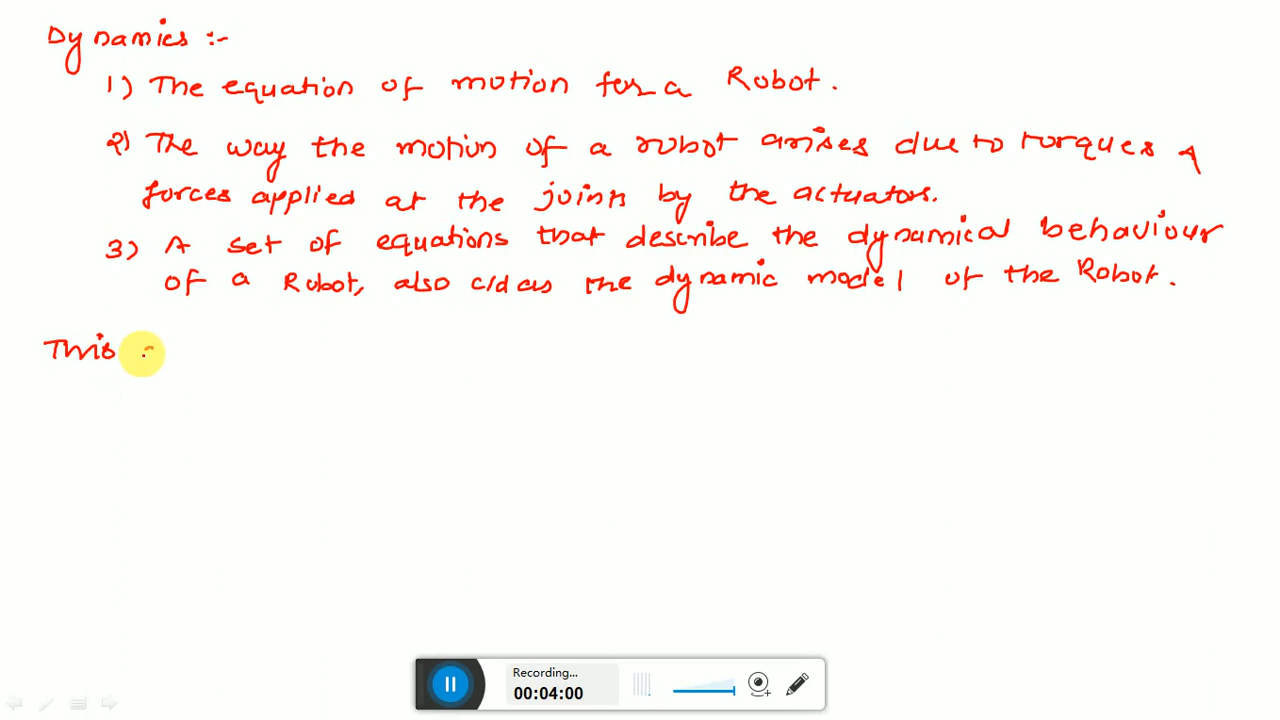 Dynamics :-
1) The equation of motion for a Robot.
2) The way the motion of a robot arises due to torques &
forces applied at the joints by the actuators.
3) A set of equations that describe the dynamical behaviour
of a Robot, also c/d as the dynamic model of the Robot.
This
Recording...
00:04:00